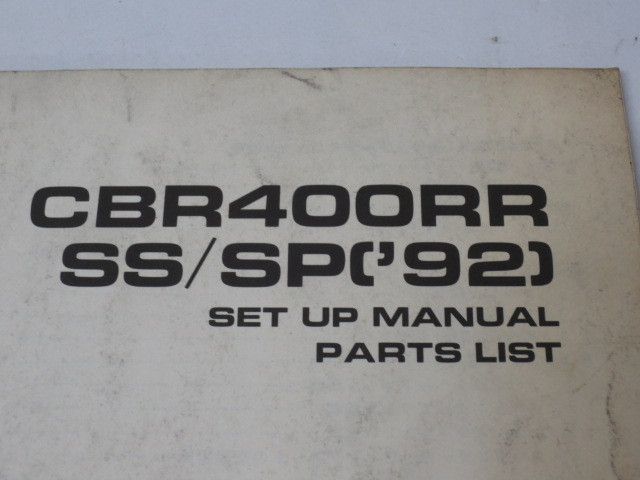 CBR400RR
SS/SP('92)
SET UP MANUAL
PARTS LIST